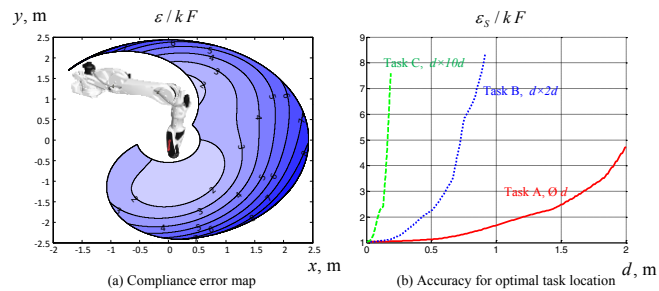 ε / k F
ε_S / k F
y, m
2.5
2
1.5
1
0.5
0
-0.5
-1
-1.5
-2
-2.5
-2.5 -2 -1.5 -1 -0.5 0 0.5 1 1.5 2 2.5
x, m
(a) Compliance error map
9
8
7
6
5
4
3
2
1
Task C, d×10d
Task B, d×2d
Task A, Ø d
0 0.5 1 1.5 2
d, m
(b) Accuracy for optimal task location